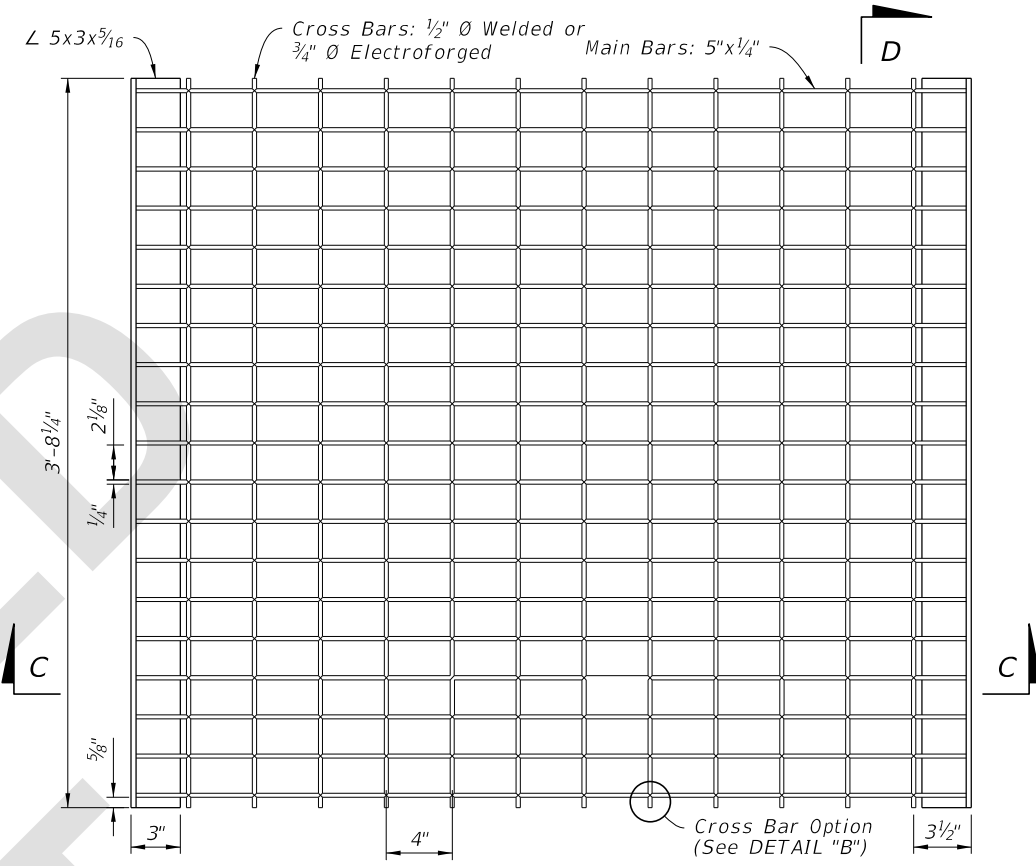 ∠ 5x3x5/16
Cross Bars: 1/2" Ø Welded or
3/4" Ø Electroforged
Main Bars: 5"x1/4"
D
3'-8 1/4"
2 1/8"
1/4"
C
C
5/8"
3"
4"
Cross Bar Option
(See DETAIL "B")
3 1/2"